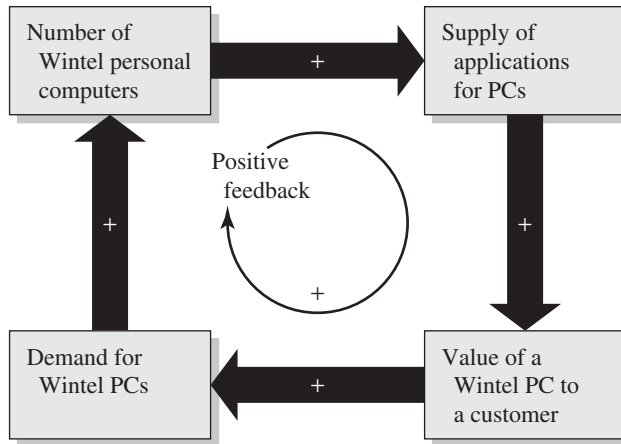 Number of
Wintel personal
computers
+
Supply of
applications
for PCs
Positive
feedback
+
+
+
Demand for
Wintel PCs
+
Value of a
Wintel PC to
a customer